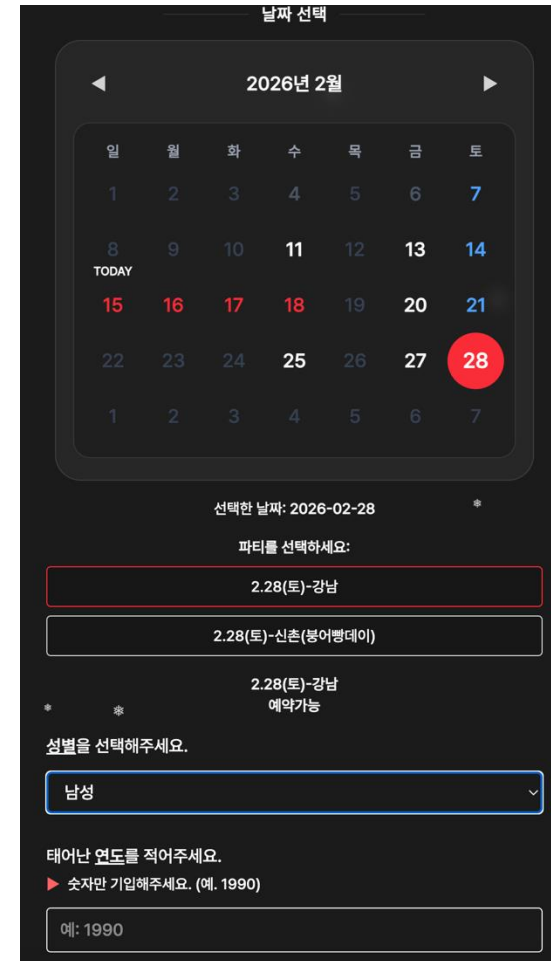 날짜 선택
◀ 2026년 2월 ▶
일 월 화 수 목 금 토
1 2 3 4 5 6 7
8 9 10 11 12 13 14
TODAY
15 16 17 18 19 20 21
22 23 24 25 26 27 28
1 2 3 4 5 6 7
선택한 날짜: 2026-02-28
파티를 선택하세요:
2.28(토)-강남
2.28(토)-신촌(붕어빵데이)
2.28(토)-강남
예약가능
성별을 선택해주세요.
남성
태어난 연도를 적어주세요.
▶ 숫자만 기입해주세요. (예. 1990)
예: 1990